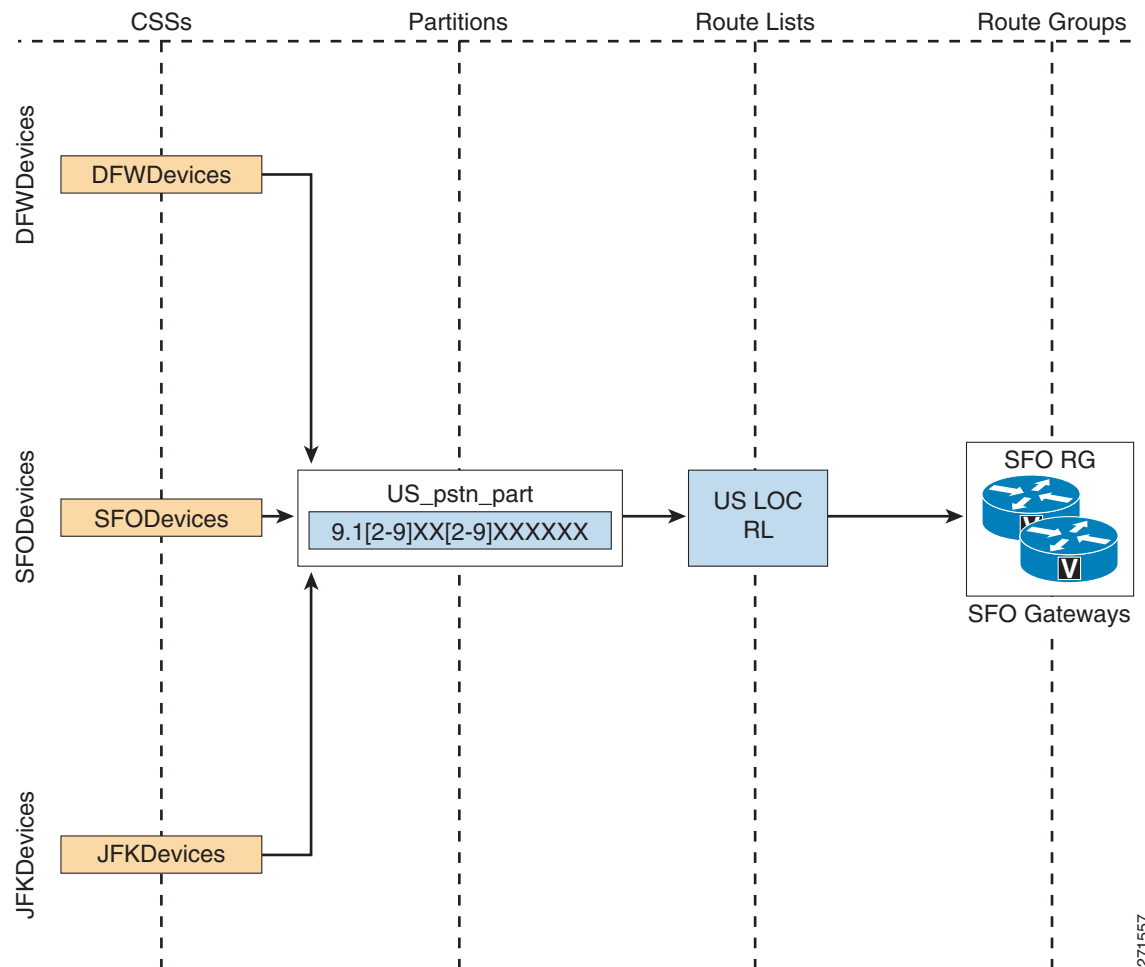 CSSs
Partitions
Route Lists
Route Groups
DFWDevices
DFWDevices
SFODevices
SFODevices
US_pstn_part
9.1[2-9]XX[2-9]XXXXXX
US LOC
RL
SFO RG
V
V
SFO Gateways
JFKDevices
JFKDevices
271557